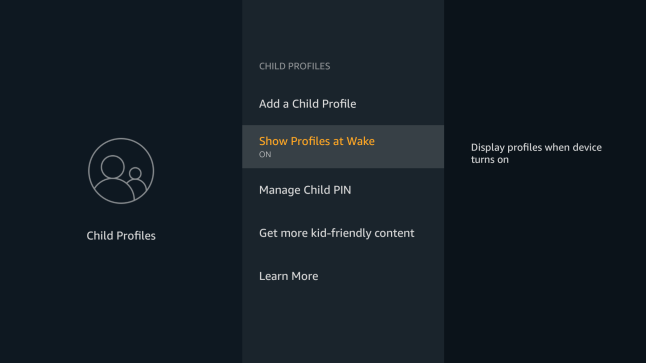 Child Profiles
CHILD PROFILES
Add a Child Profile
Show Profiles at Wake
ON
Manage Child PIN
Get more kid-friendly content
Learn More
Display profiles when device
turns on